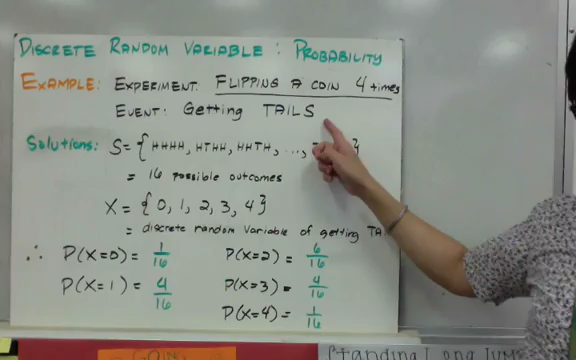 DISCRETE RANDOM VARIABLE : PROBABILITY
EXAMPLE: EXPERIMENT: FLIPPING A COIN 4 times
EVENT: Getting TAILS
Solutions: S={HHHH, HTHH, HHTH, ..., }
= 16 possible outcomes
X = {0, 1, 2, 3, 4}
= discrete random variable of getting TA
∴ P(X=0) = 1/16 P(X=2) = 6/16
P(X=1) = 4/16 P(X=3) = 4/16
P(X=4) = 1/16